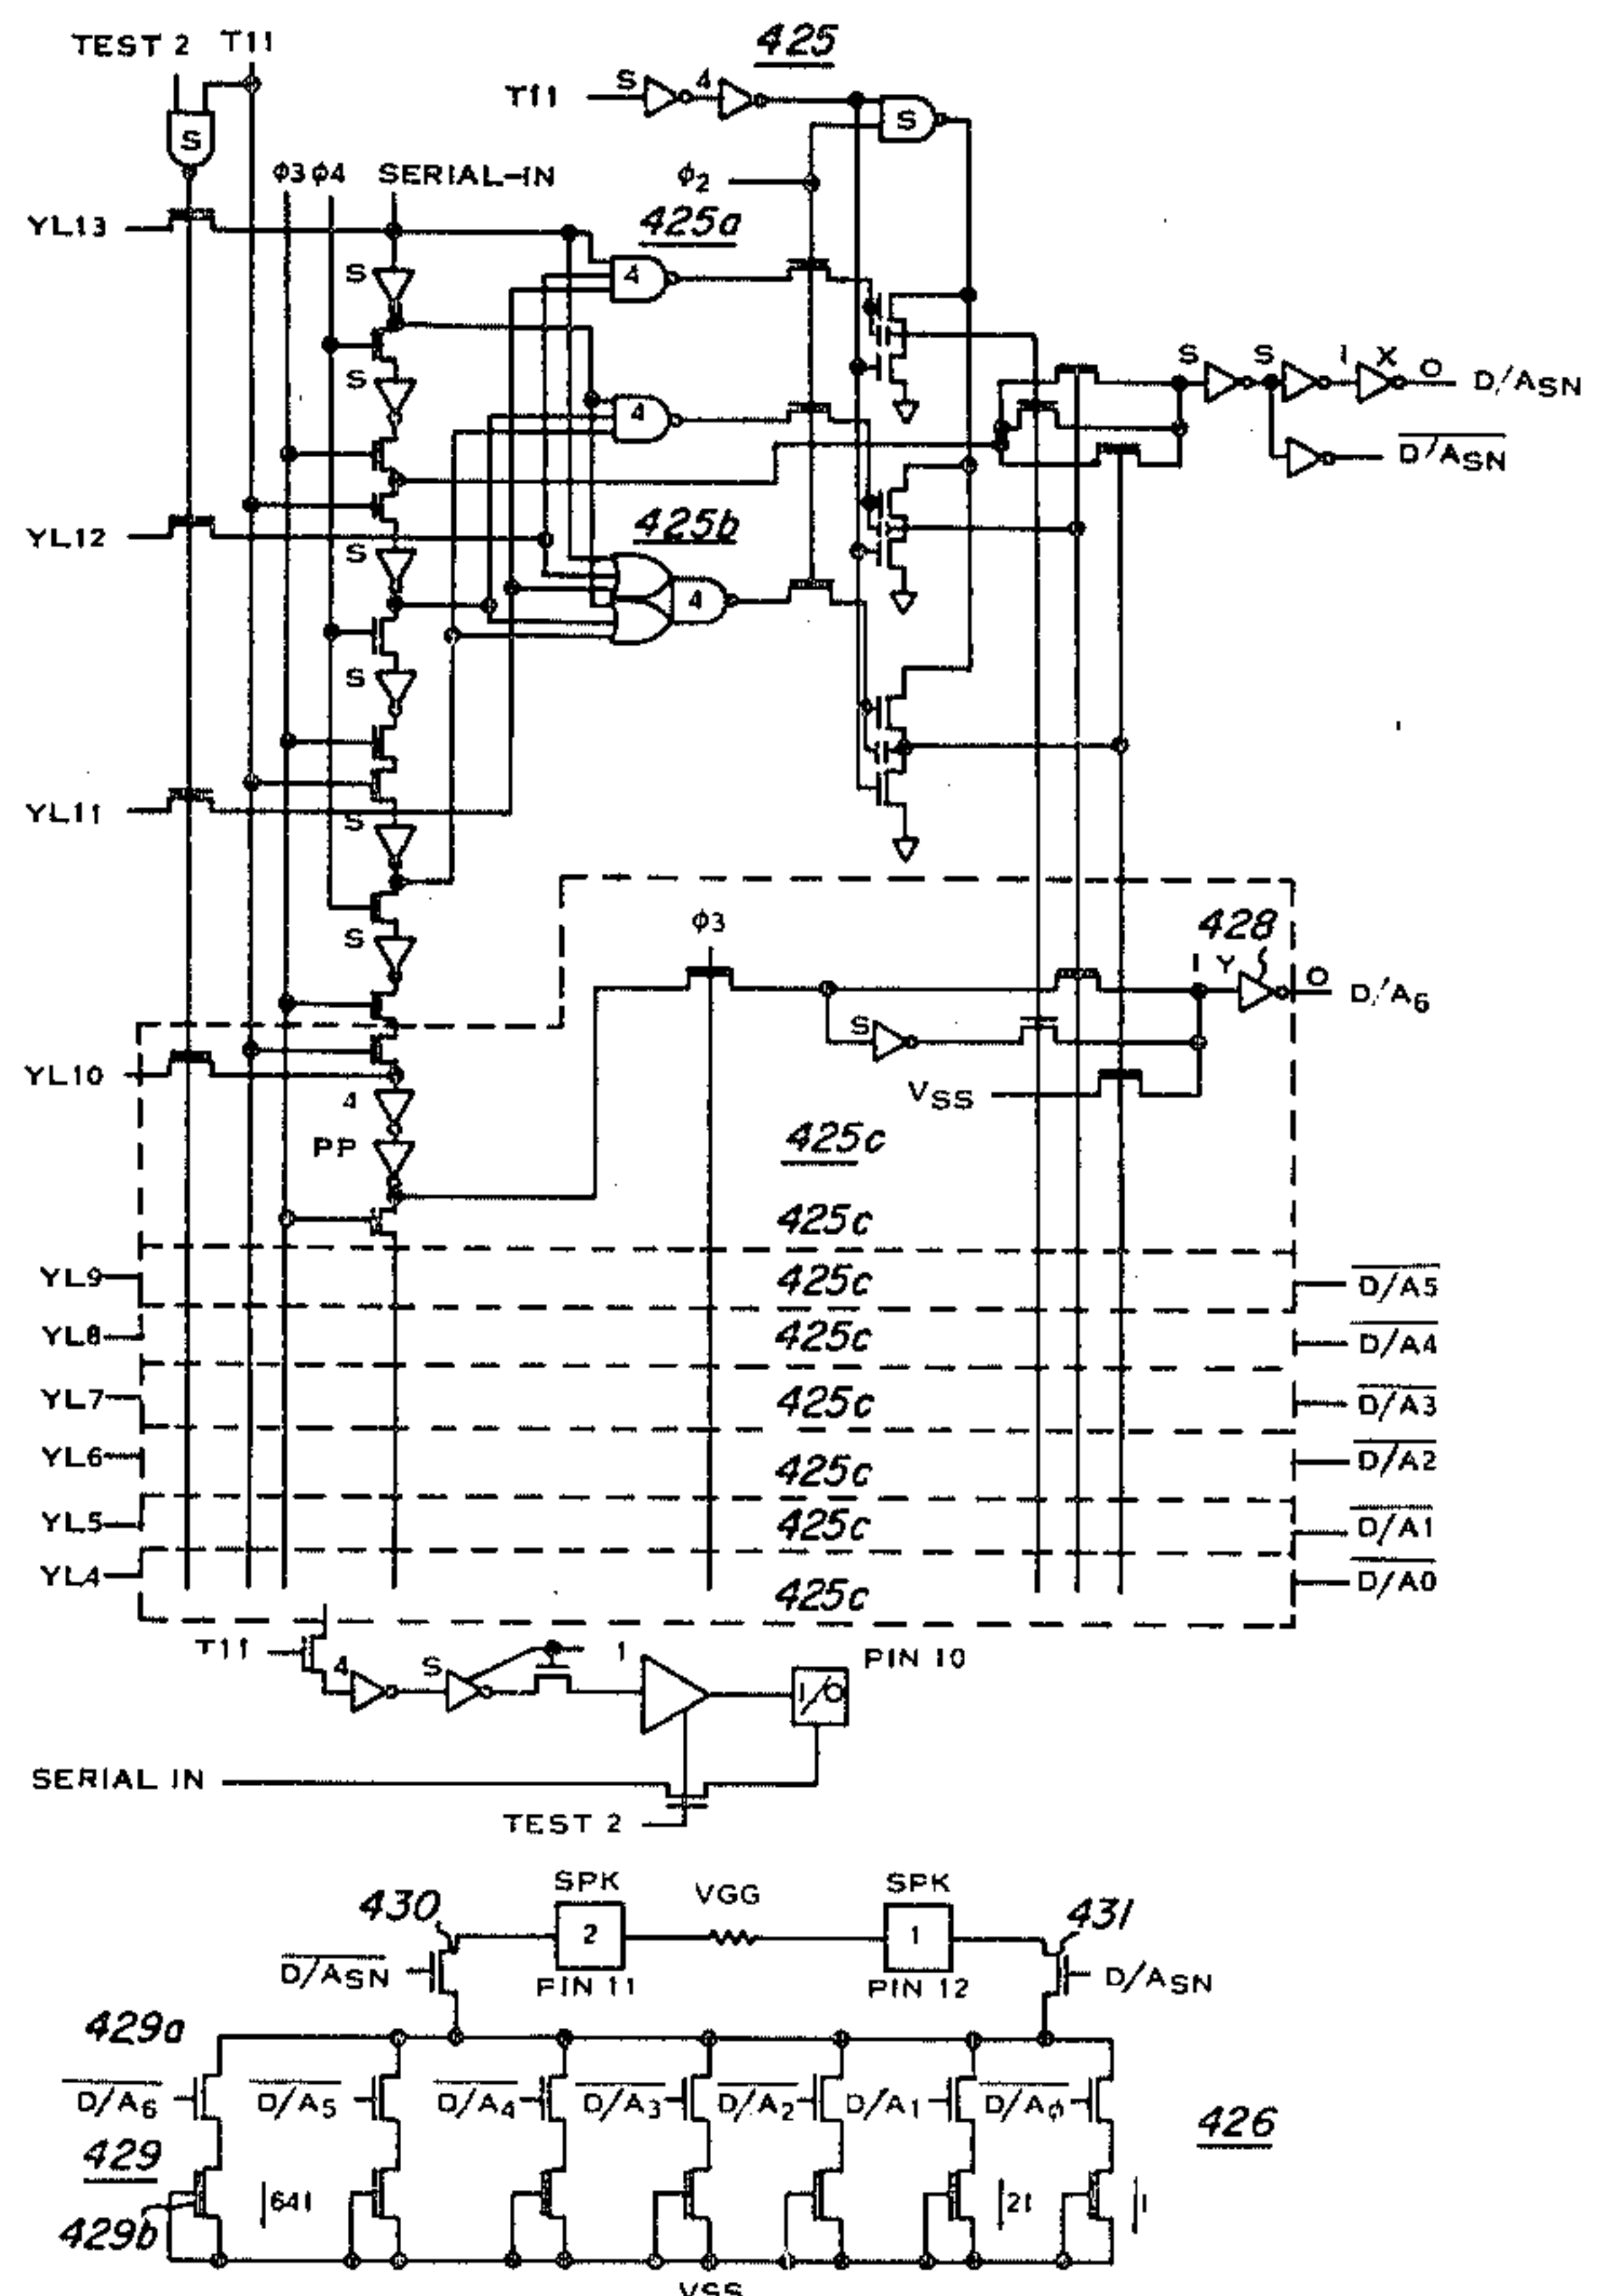 425
TEST 2 T11
T11 S 4
S
S
φ3 φ4 SERIAL-IN
φ2
YL13
425a
S
4
S
S S 1 X O D/ASN
4
D/ASN
YL12
425b
S
4
S
YL11
S
S
φ3
428
1 Y O D/A6
S
YL10
4
VSS
PP
425c
425c
YL9 425c D/A5
YL8 425c D/A4
YL7 425c D/A3
YL6 425c D/A2
YL5 425c D/A1
YL4 425c D/A0
T11 4 S 1 PIN 10
I/O
SERIAL IN
TEST 2
430 SPK VGG SPK 431
2 1
D/ASN PIN 11 PIN 12 D/ASN
429a
D/A6 D/A5 D/A4 D/A3 D/A2 D/A1 D/Aφ
426
429
64I 2I I
429b
VSS